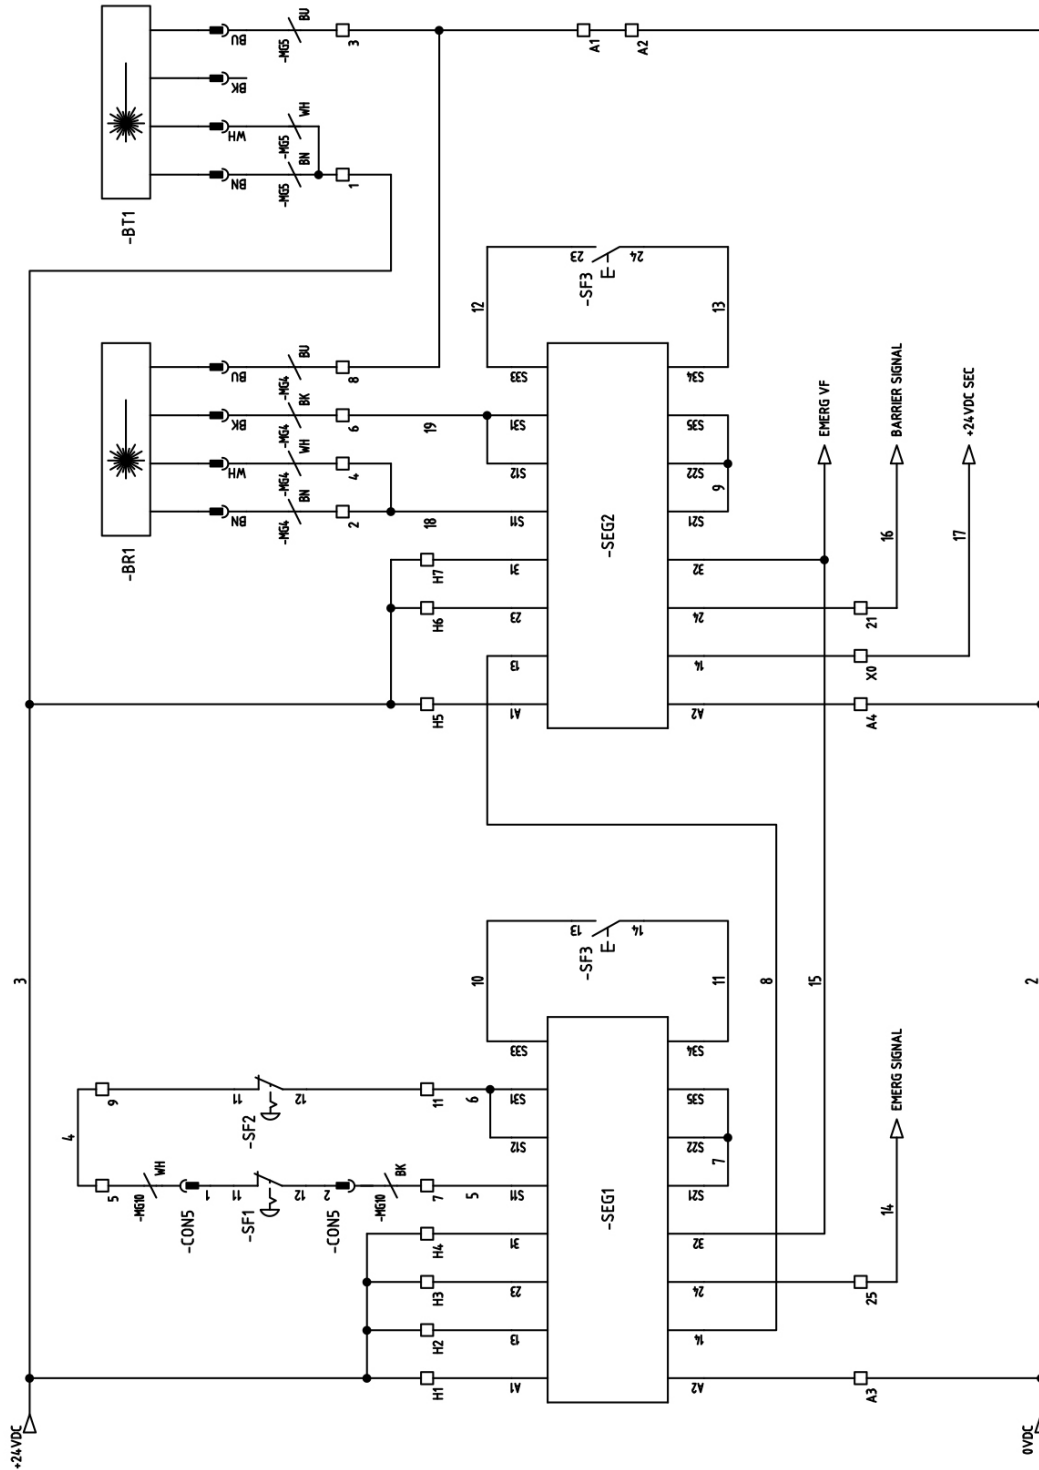 +24VDC
0VDC
3
2
4
9
5
-MG10
WH
-CON5
1
11
-SF1
12
2
-CON5
-MG10
BK
7
5
11
-SF2
12
11
6
H1
H2
H3
H4
A1
13
23
31
S11
S12
S31
S33
-SEG1
A2
14
24
32
S21
S22
S35
S34
7
10
13
-SF3
14
11
8
15
A3
25
14
EMERG SIGNAL
H5
H6
H7
A1
13
23
31
S11
S12
S31
S33
-SEG2
A2
14
24
32
S21
S22
S35
S34
9
12
23
-SF3
24
13
A4
X0
21
16
17
EMERG VF
BARRIER SIGNAL
+24VDC SEC
-BR1
BN
WH
BK
BU
-MG4
BN
-MG4
WH
-MG4
BK
-MG4
BU
2
4
6
8
18
19
-BT1
BN
WH
BK
BU
-MG5
BN
-MG5
WH
-MG5
BU
1
3
A1
A2